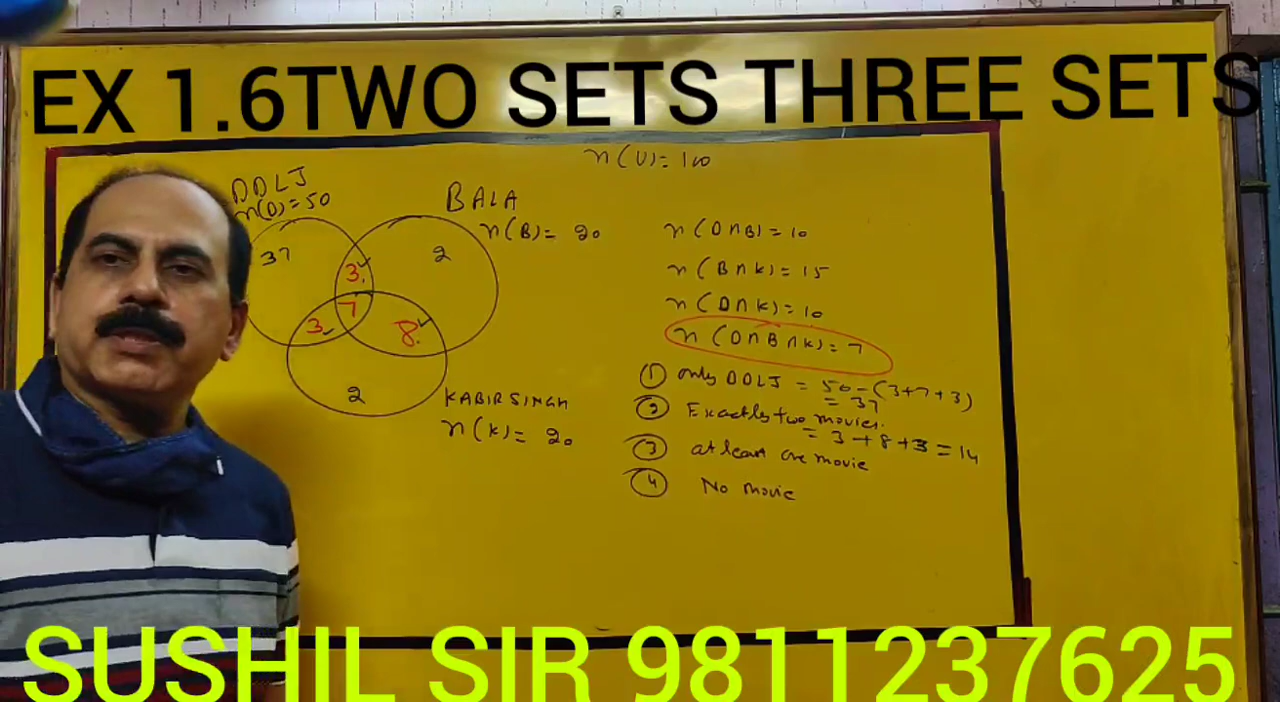 EX 1.6TWO SETS THREE SETS
n(U)= 100
DDLJ
n(D)=50
BALA
n(B)= 20
37
3
2
7
3
8
2
KABIR SINGH
n(K)= 20
n(D∩B)=10
n(B∩K)=15
n(D∩K)=10
n(D∩B∩K)=7
① only DDLJ = 50-(3+7+3)
= 37
② Exactly two movies.
= 3+8+3=14
③ at least one movie
④ No movie
SUSHIL SIR 9811237625